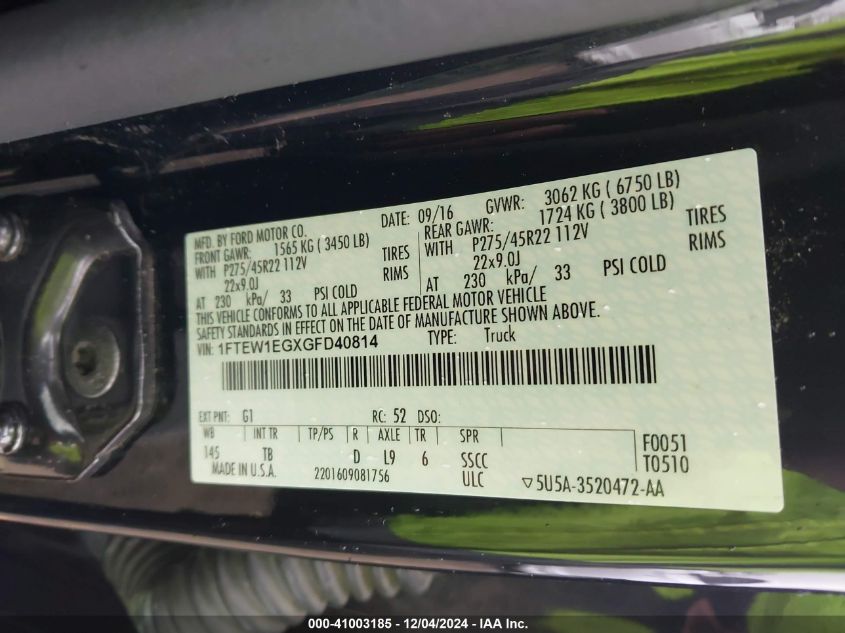 MFD. BY FORD MOTOR CO.
DATE: 09/16
GVWR: 3062 KG ( 6750 LB)
FRONT GAWR: 1565 KG ( 3450 LB)
WITH P275/45R22 112V TIRES
22x9.0J RIMS
AT 230 kPa/ 33 PSI COLD
REAR GAWR: 1724 KG ( 3800 LB)
WITH P275/45R22 112V TIRES
22x9.0J RIMS
AT 230 kPa/ 33 PSI COLD
THIS VEHICLE CONFORMS TO ALL APPLICABLE FEDERAL MOTOR VEHICLE
SAFETY STANDARDS IN EFFECT ON THE DATE OF MANUFACTURE SHOWN ABOVE.
VIN: 1FTEW1EGXGFD40814 TYPE: Truck
EXT PNT: G1 RC: 52 DSO:
WB INT TR TP/PS R AXLE TR SPR F0051
145 TB D L9 6 SSCC T0510
MADE IN U.S.A. 2201609081756 ULC ▽5U5A-3520472-AA
000-41003185 - 12/04/2024 - IAA Inc.